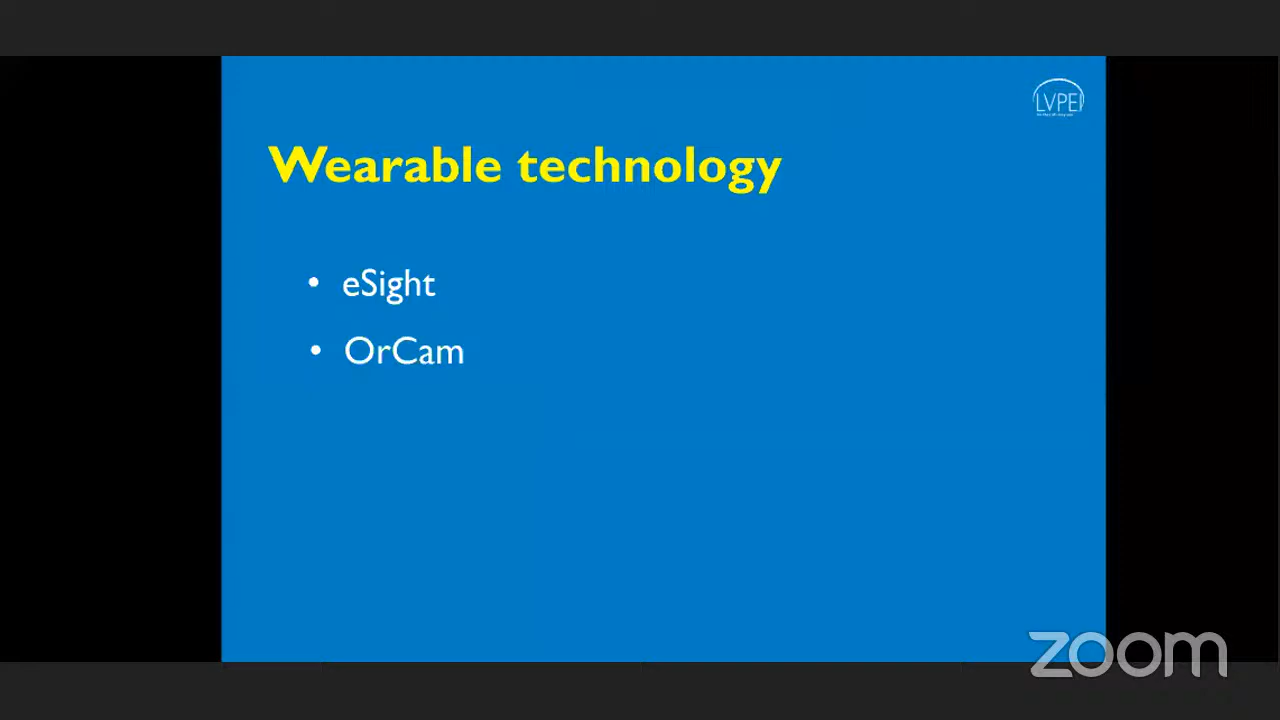 LVPEI
Wearable technology
• eSight
• OrCam
zoom